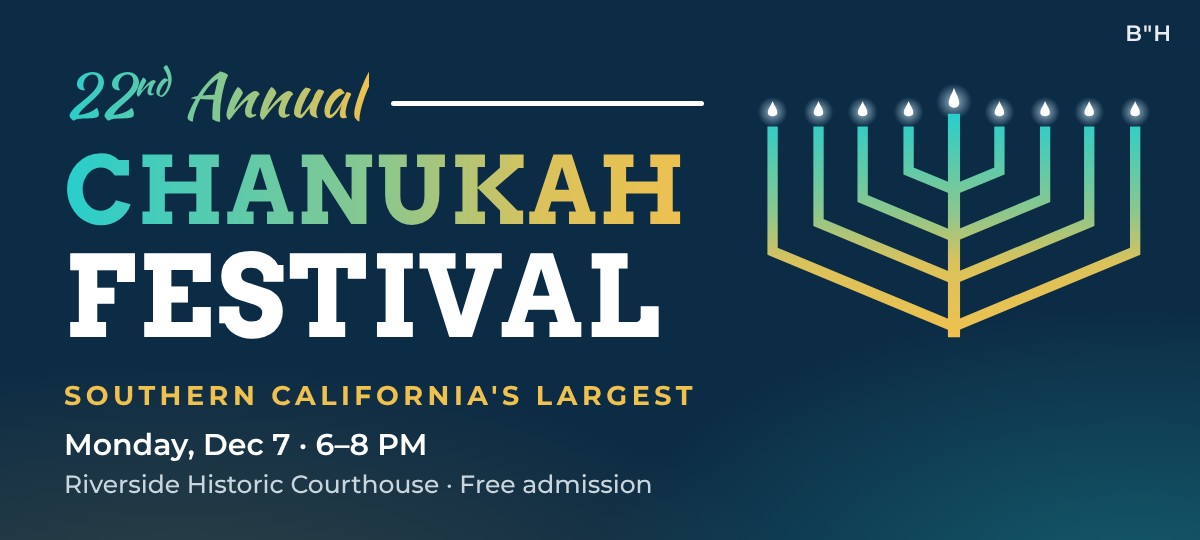 B"H
22nd Annual
CHANUKAH
FESTIVAL
SOUTHERN CALIFORNIA'S LARGEST
Monday, Dec 7 · 6–8 PM
Riverside Historic Courthouse · Free admission